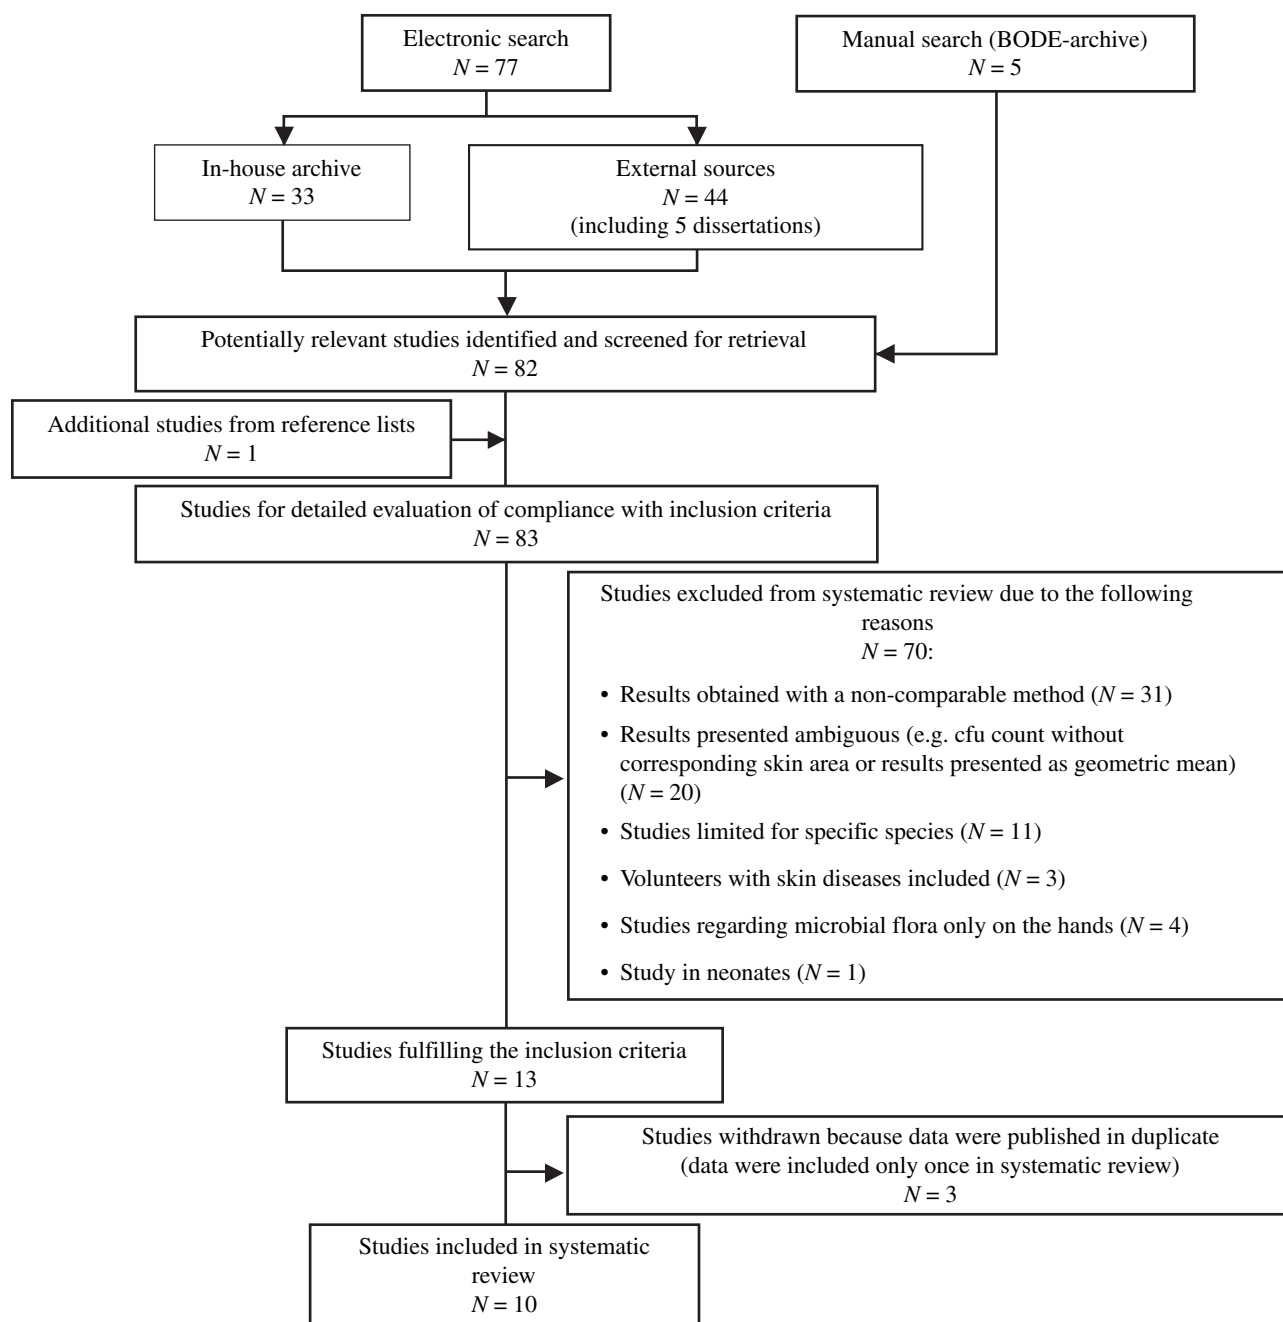 Electronic search
N = 77
Manual search (BODE-archive)
N = 5
In-house archive
N = 33
External sources
N = 44
(including 5 dissertations)
Potentially relevant studies identified and screened for retrieval
N = 82
Additional studies from reference lists
N = 1
Studies for detailed evaluation of compliance with inclusion criteria
N = 83
Studies excluded from systematic review due to the following
reasons
N = 70:
• Results obtained with a non-comparable method (N = 31)
• Results presented ambiguous (e.g. cfu count without
corresponding skin area or results presented as geometric mean)
(N = 20)
• Studies limited for specific species (N = 11)
• Volunteers with skin diseases included (N = 3)
• Studies regarding microbial flora only on the hands (N = 4)
• Study in neonates (N = 1)
Studies fulfilling the inclusion criteria
N = 13
Studies withdrawn because data were published in duplicate
(data were included only once in systematic review)
N = 3
Studies included in systematic
review
N = 10